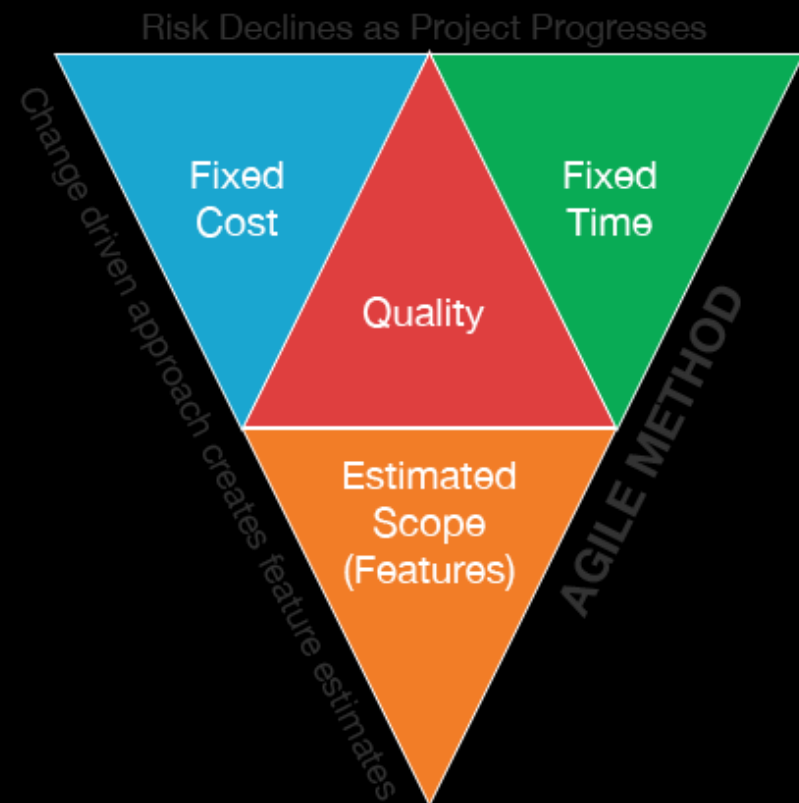 Risk Declines as Project Progresses
Change driven approach creates feature estimates
Fixed
Cost
Fixed
Time
Quality
AGILE METHOD
Estimated
Scope
(Features)